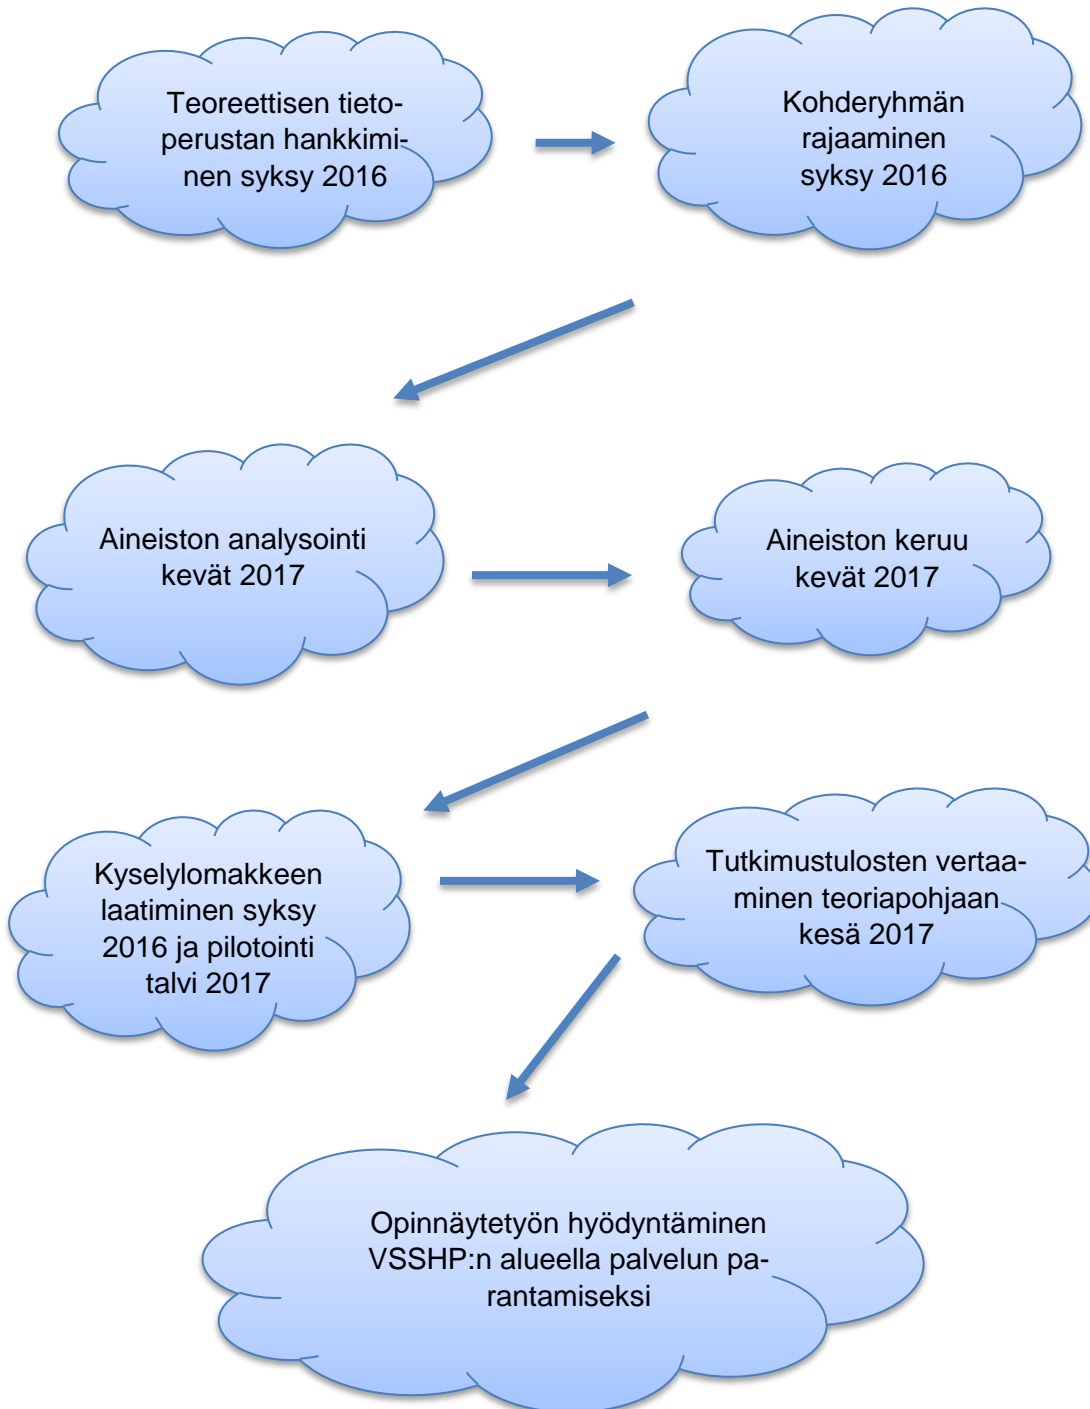 Teoreettisen tieto-
perustan hankkimi-
nen syksy 2016
Kohderyhmän
rajaaminen
syksy 2016
Aineiston analysointi
kevät 2017
Aineiston keruu
kevät 2017
Kyselylomakkeen
laatiminen syksy
2016 ja pilotointi
talvi 2017
Tutkimustulosten vertaa-
minen teoriapohjaan
kesä 2017
Opinnäytetyön hyödyntäminen
VSSHP:n alueella palvelun pa-
rantamiseksi